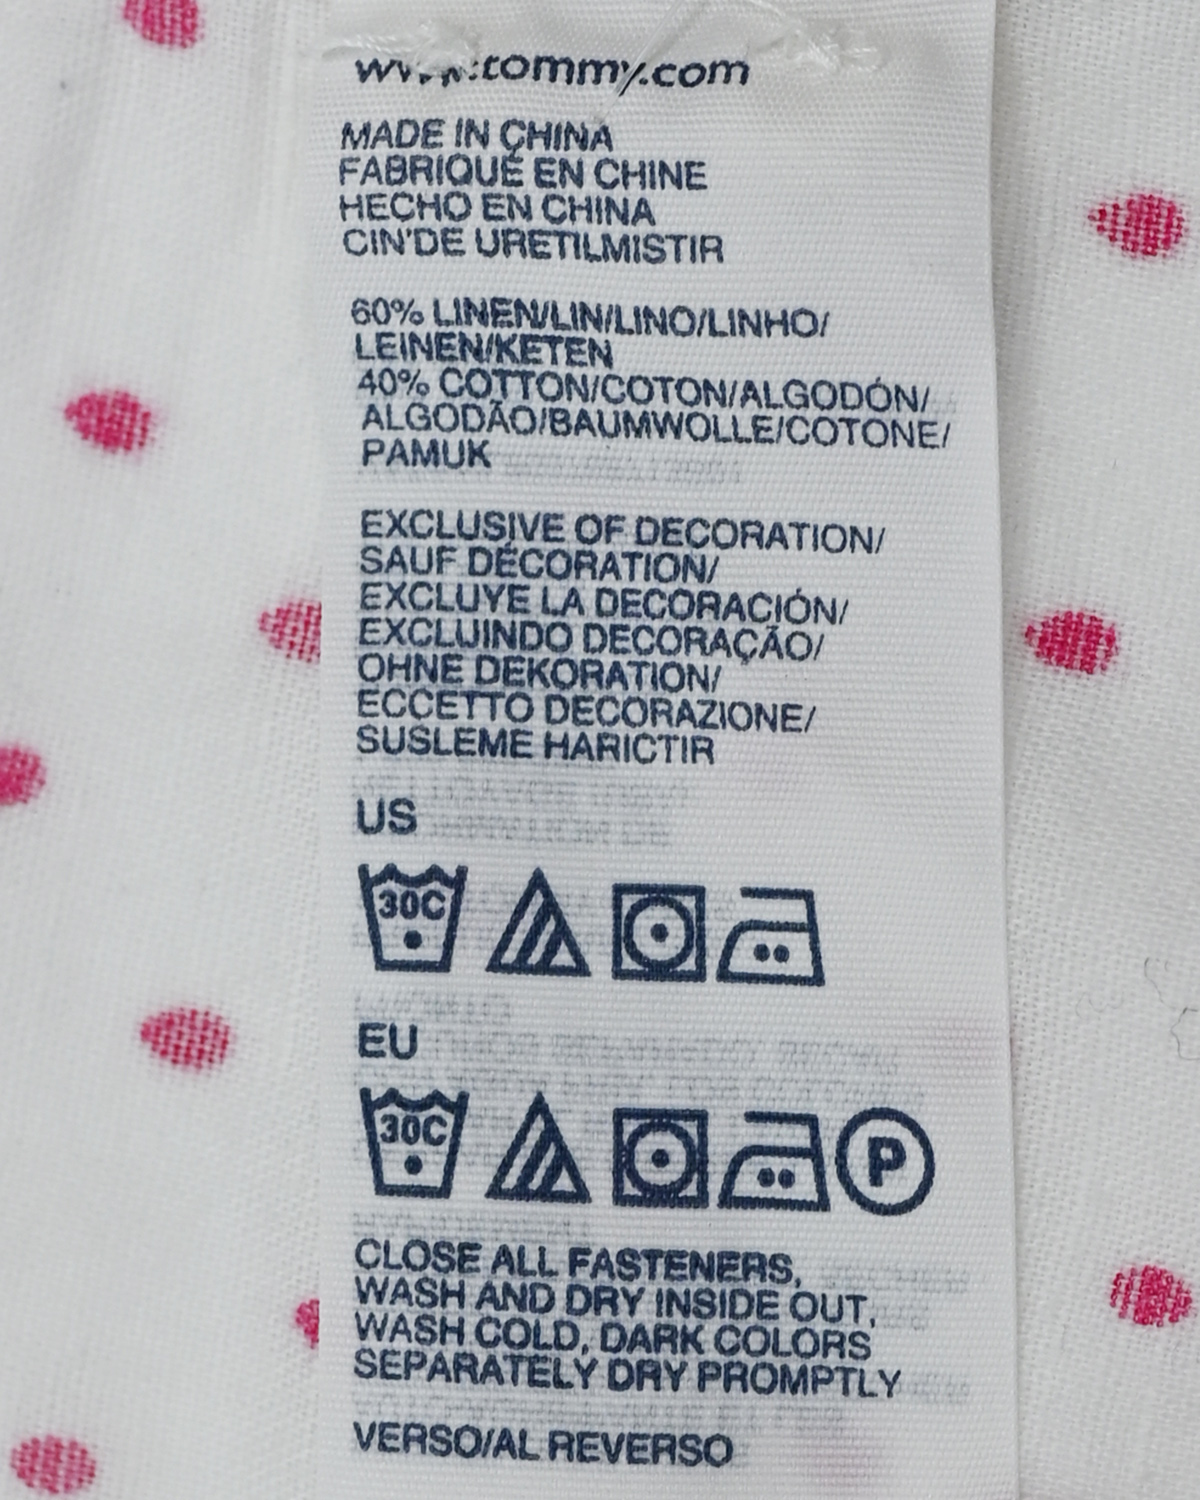 www.tommy.com
MADE IN CHINA
FABRIQUÉ EN CHINE
HECHO EN CHINA
CIN'DE URETILMISTIR
60% LINEN/LIN/LINO/LINHO/
LEINEN/KETEN
40% COTTON/COTON/ALGODÓN/
ALGODÃO/BAUMWOLLE/COTONE/
PAMUK
EXCLUSIVE OF DECORATION/
SAUF DÉCORATION/
EXCLUYE LA DECORACIÓN/
EXCLUINDO DECORAÇÃO/
OHNE DEKORATION/
ECCETTO DECORAZIONE/
SUSLEME HARICTIR
US
30C
EU
30C
P
CLOSE ALL FASTENERS,
WASH AND DRY INSIDE OUT,
WASH COLD, DARK COLORS
SEPARATELY DRY PROMPTLY
VERSO/AL REVERSO